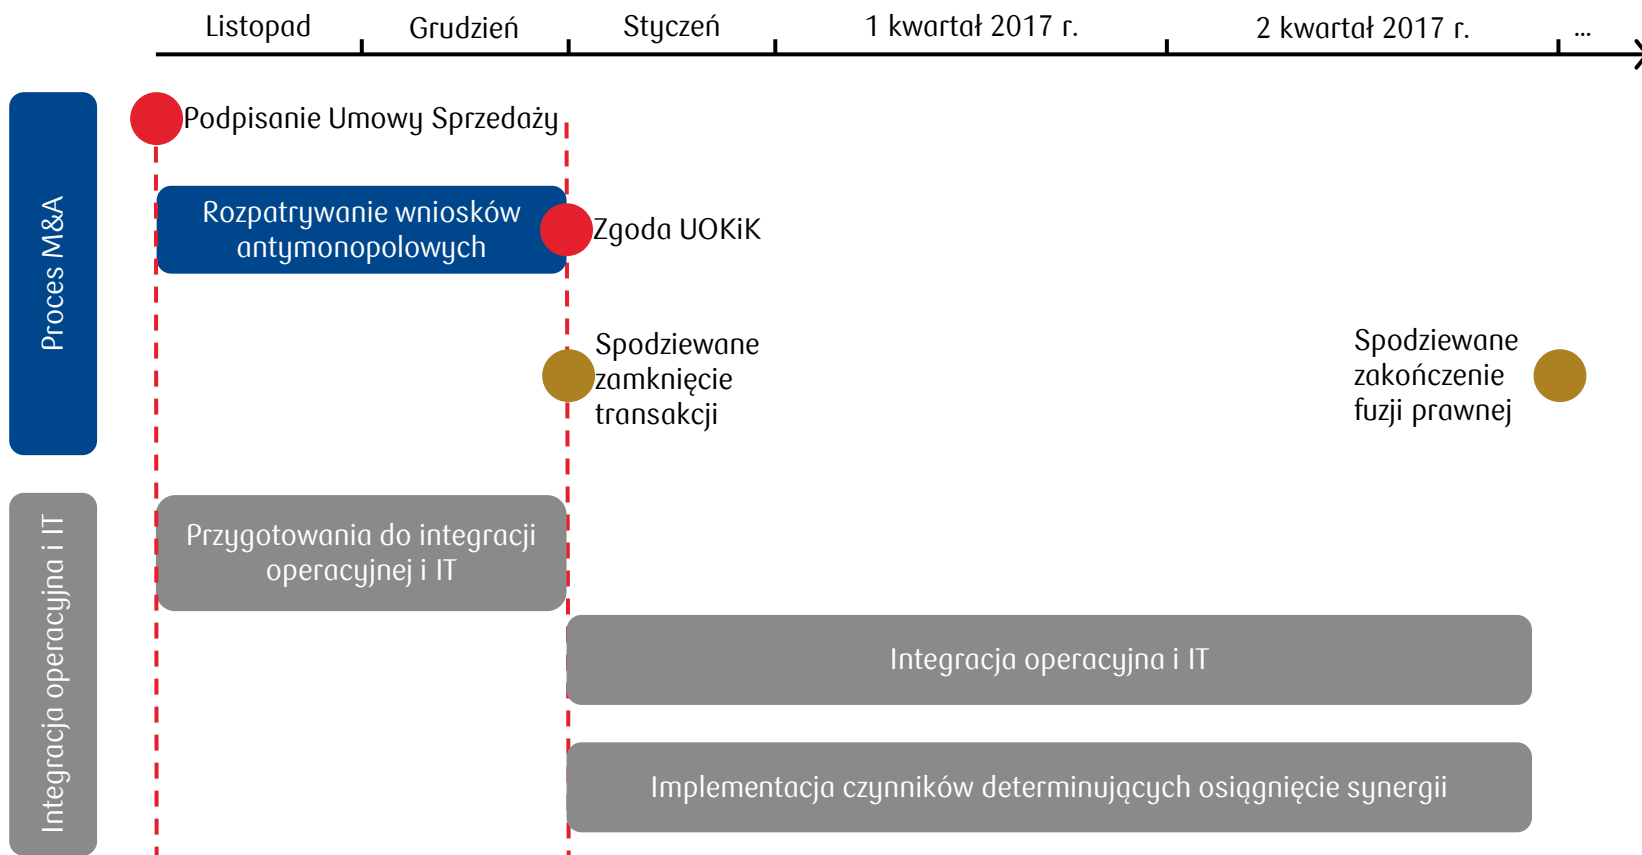 Listopad
Grudzień
Styczeń
1 kwartał 2017 r.
2 kwartał 2017 r.
...
Proces M&A
Podpisanie Umowy Sprzedaży
Rozpatrywanie wniosków
antymonopolowych
Zgoda UOKiK
Spodziewane
zamknięcie
transakcji
Spodziewane
zakończenie
fuzji prawnej
Integracja operacyjna i IT
Przygotowania do integracji
operacyjnej i IT
Integracja operacyjna i IT
Implementacja czynników determinujących osiągnięcie synergii